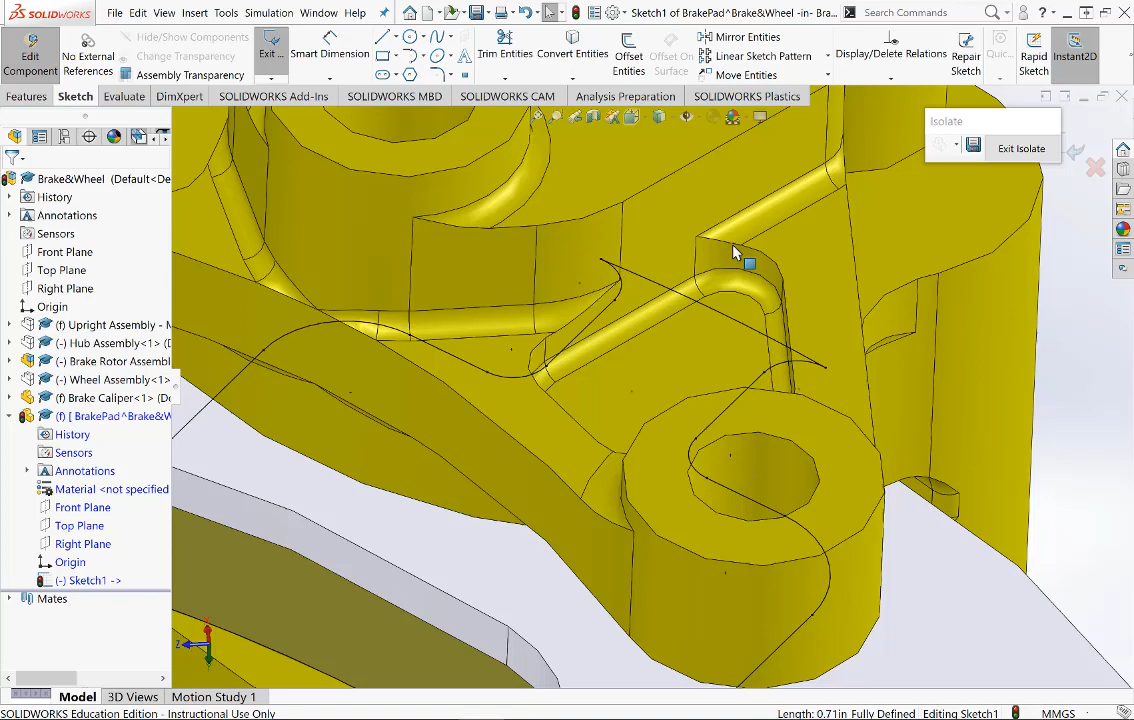 SOLIDWORKS File Edit View Insert Tools Simulation Window Help Sketch1 of BrakePad^Brake&Wheel -in- Bra... Search Commands
Edit Component
No External References
Hide/Show Components
Change Transparency
Assembly Transparency
Exit ...
Smart Dimension
Trim Entities
Convert Entities
Offset Entities
Offset On Surface
Mirror Entities
Linear Sketch Pattern
Move Entities
Display/Delete Relations
Repair Sketch
Quic...
Rapid Sketch
Instant2D
Features Sketch Evaluate DimXpert SOLIDWORKS Add-Ins SOLIDWORKS MBD SOLIDWORKS CAM Analysis Preparation SOLIDWORKS Plastics
Isolate
Exit Isolate
Brake&Wheel (Default<De
History
Annotations
Sensors
Front Plane
Top Plane
Right Plane
Origin
(f) Upright Assembly -
(-) Hub Assembly<1> (D
(f) Brake Rotor Assembl
(-) Wheel Assembly<1>
(f) Brake Caliper<1> (De
(f) [ BrakePad^Brake&W
History
Sensors
Annotations
Material <not specified
Front Plane
Top Plane
Right Plane
Origin
(-) Sketch1 ->
Mates
Z
Model 3D Views Motion Study 1
SOLIDWORKS Education Edition - Instructional Use Only
Length: 0.71in Fully Defined Editing Sketch1 MMGS